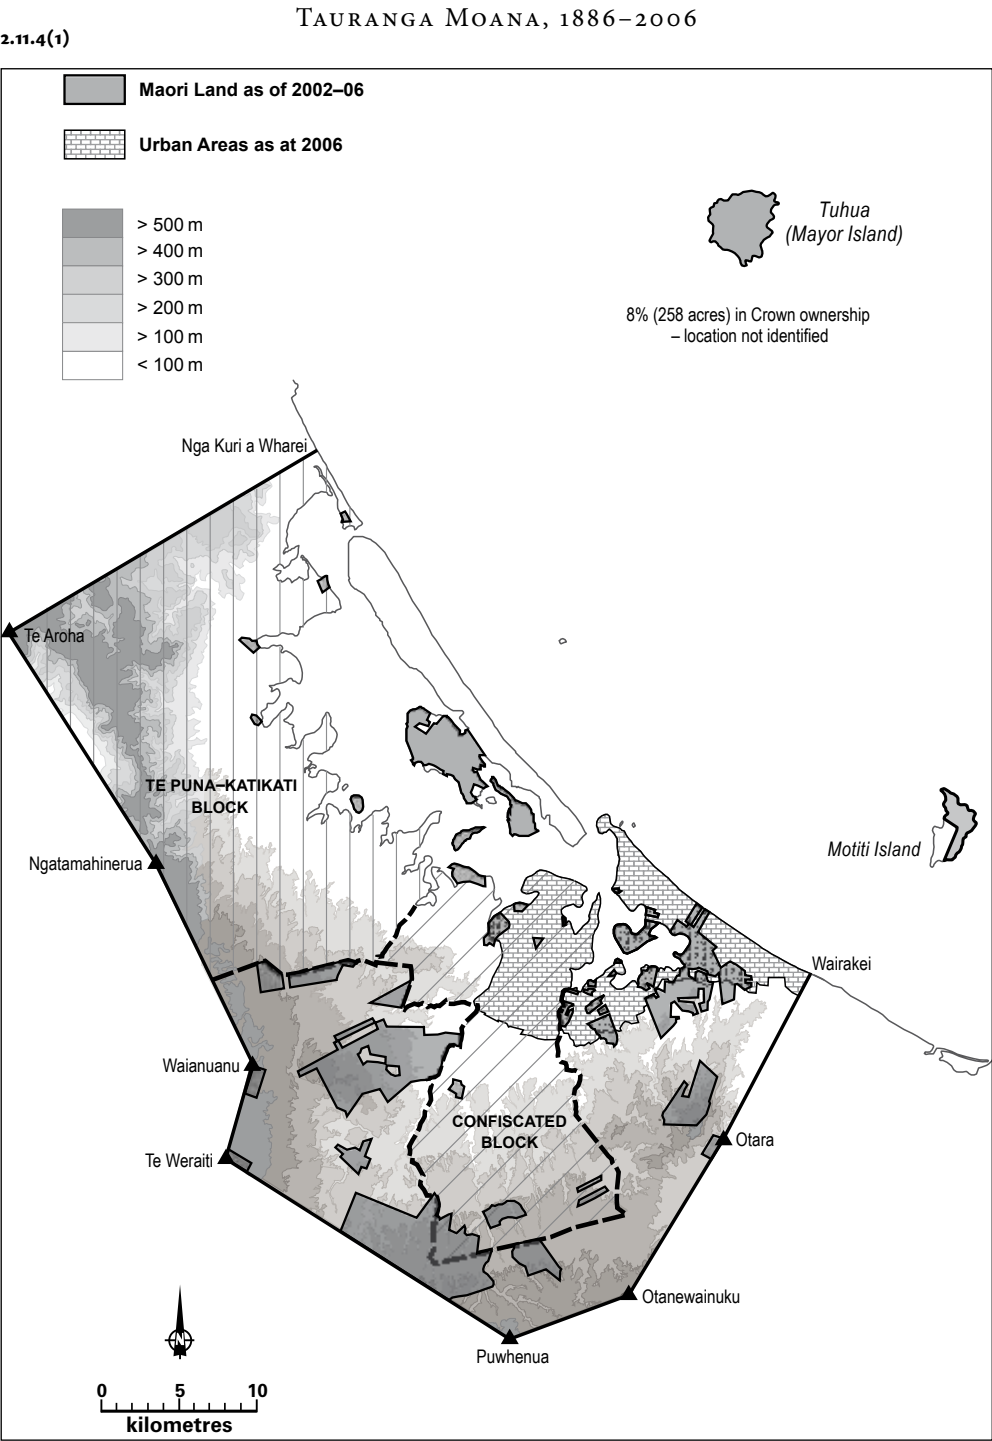 TAURANGA MOANA, 1886–2006
2.11.4(1)
Maori Land as of 2002–06
Urban Areas as at 2006
> 500 m
> 400 m
> 300 m
> 200 m
> 100 m
< 100 m
Tuhua
(Mayor Island)
8% (258 acres) in Crown ownership
– location not identified
Nga Kuri a Wharei
Te Aroha
TE PUNA–KATIKATI
BLOCK
Ngatamahinerua
Motiti Island
Wairakei
Waianuanu
CONFISCATED
BLOCK
Otara
Te Weraiti
Otanewainuku
Puwhenua
0 5 10
kilometres